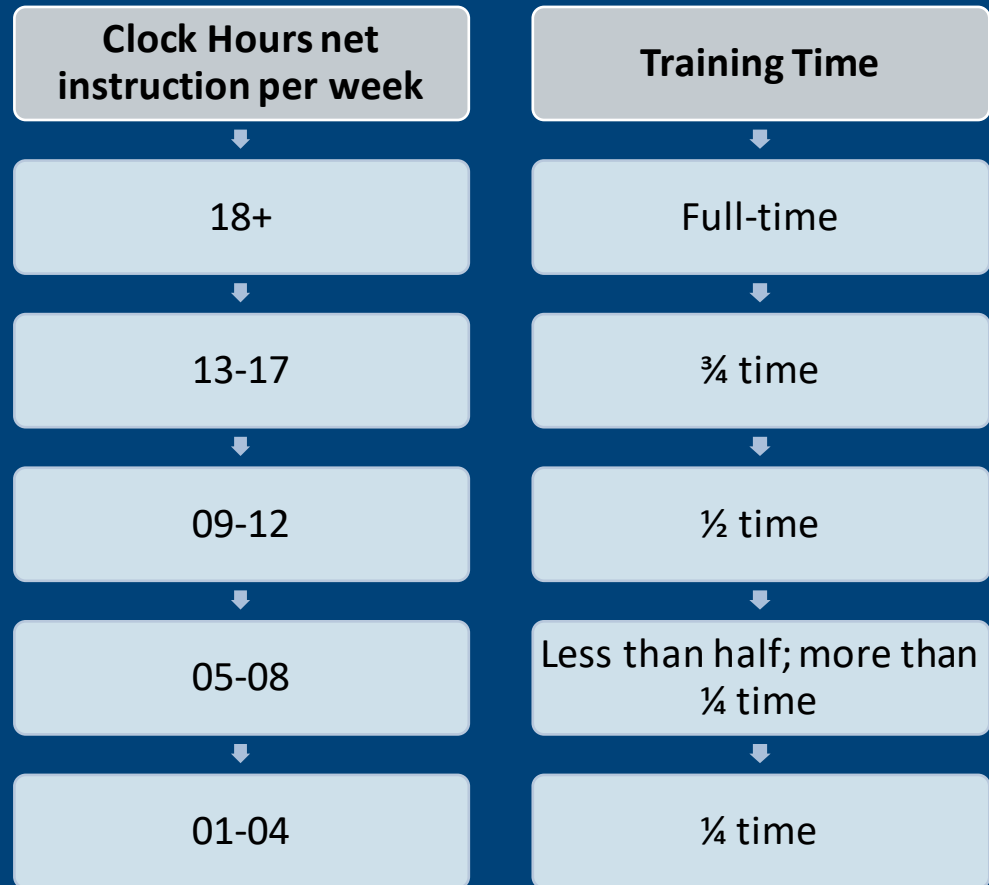 Clock Hours net
instruction per week
Training Time
18+
Full-time
13-17
¾ time
09-12
½ time
05-08
Less than half; more than
¼ time
01-04
¼ time